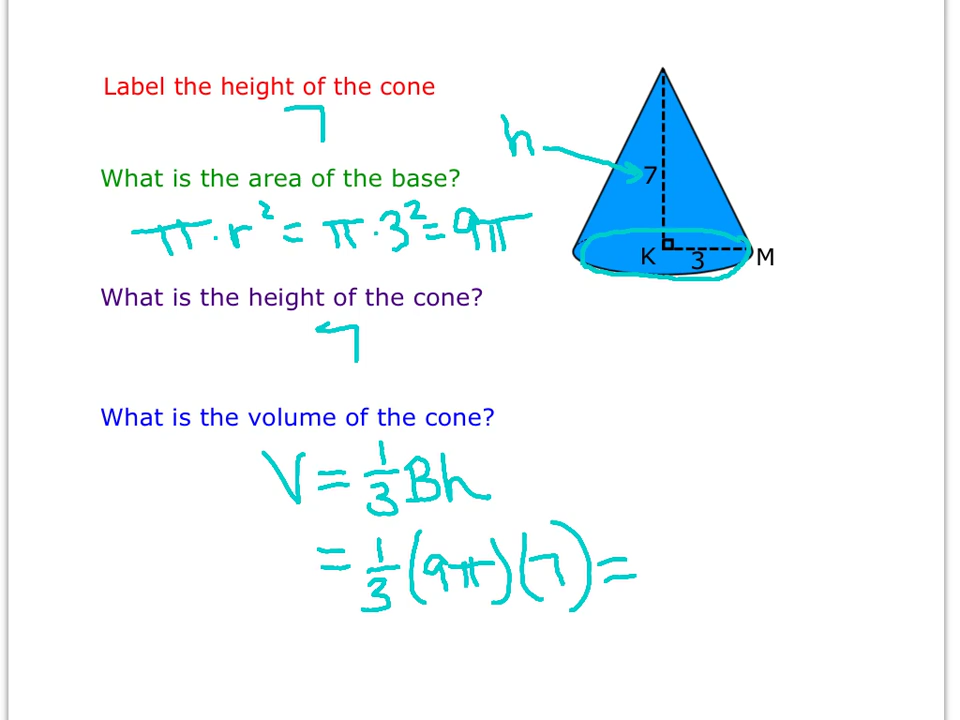 Label the height of the cone
7
h
7
What is the area of the base?
π · r² = π · 3² = 9π
K 3 M
What is the height of the cone?
7
What is the volume of the cone?
V = 1/3 Bh
= 1/3 (9π)(7) =